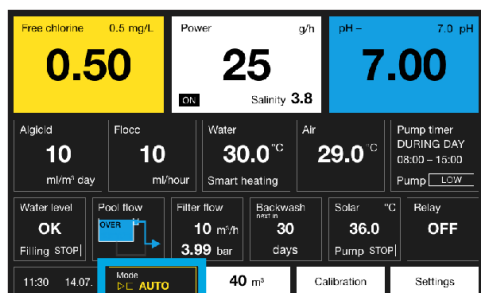 Free chlorine 0.5 mg/L
0.50
Power g/h
25
ON Salinity 3.8
pH – 7.0 pH
7.00
Algicid
10
ml/m³ day
Flocc
10
ml/hour
Water
30.0 °C
Smart heating
Air
29.0 °C
Pump timer
DURING DAY
08:00 – 15:00
Pump LOW
Water level
OK
Filling STOP
Pool flow
OVER
Filter flow
10 m³/h
3.99 bar
Backwash
next in
30
days
Solar °C
36.0
Pump STOP
Relay
OFF
11:30 14.07.
Mode
AUTO
40 m³
Calibration
Settings